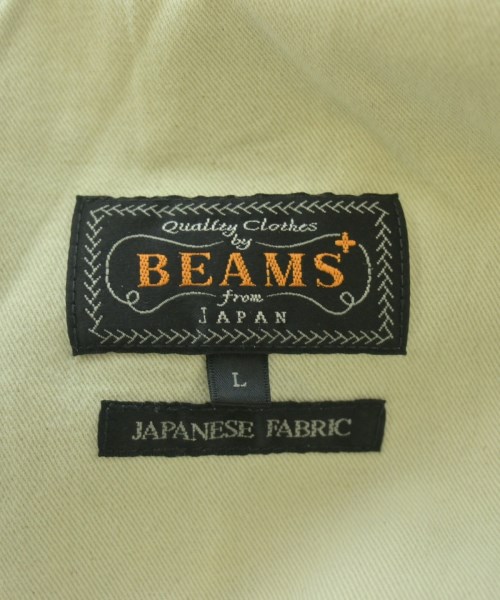 Quality Clothes
by
BEAMS+
from
JAPAN
L
JAPANESE FABRIC